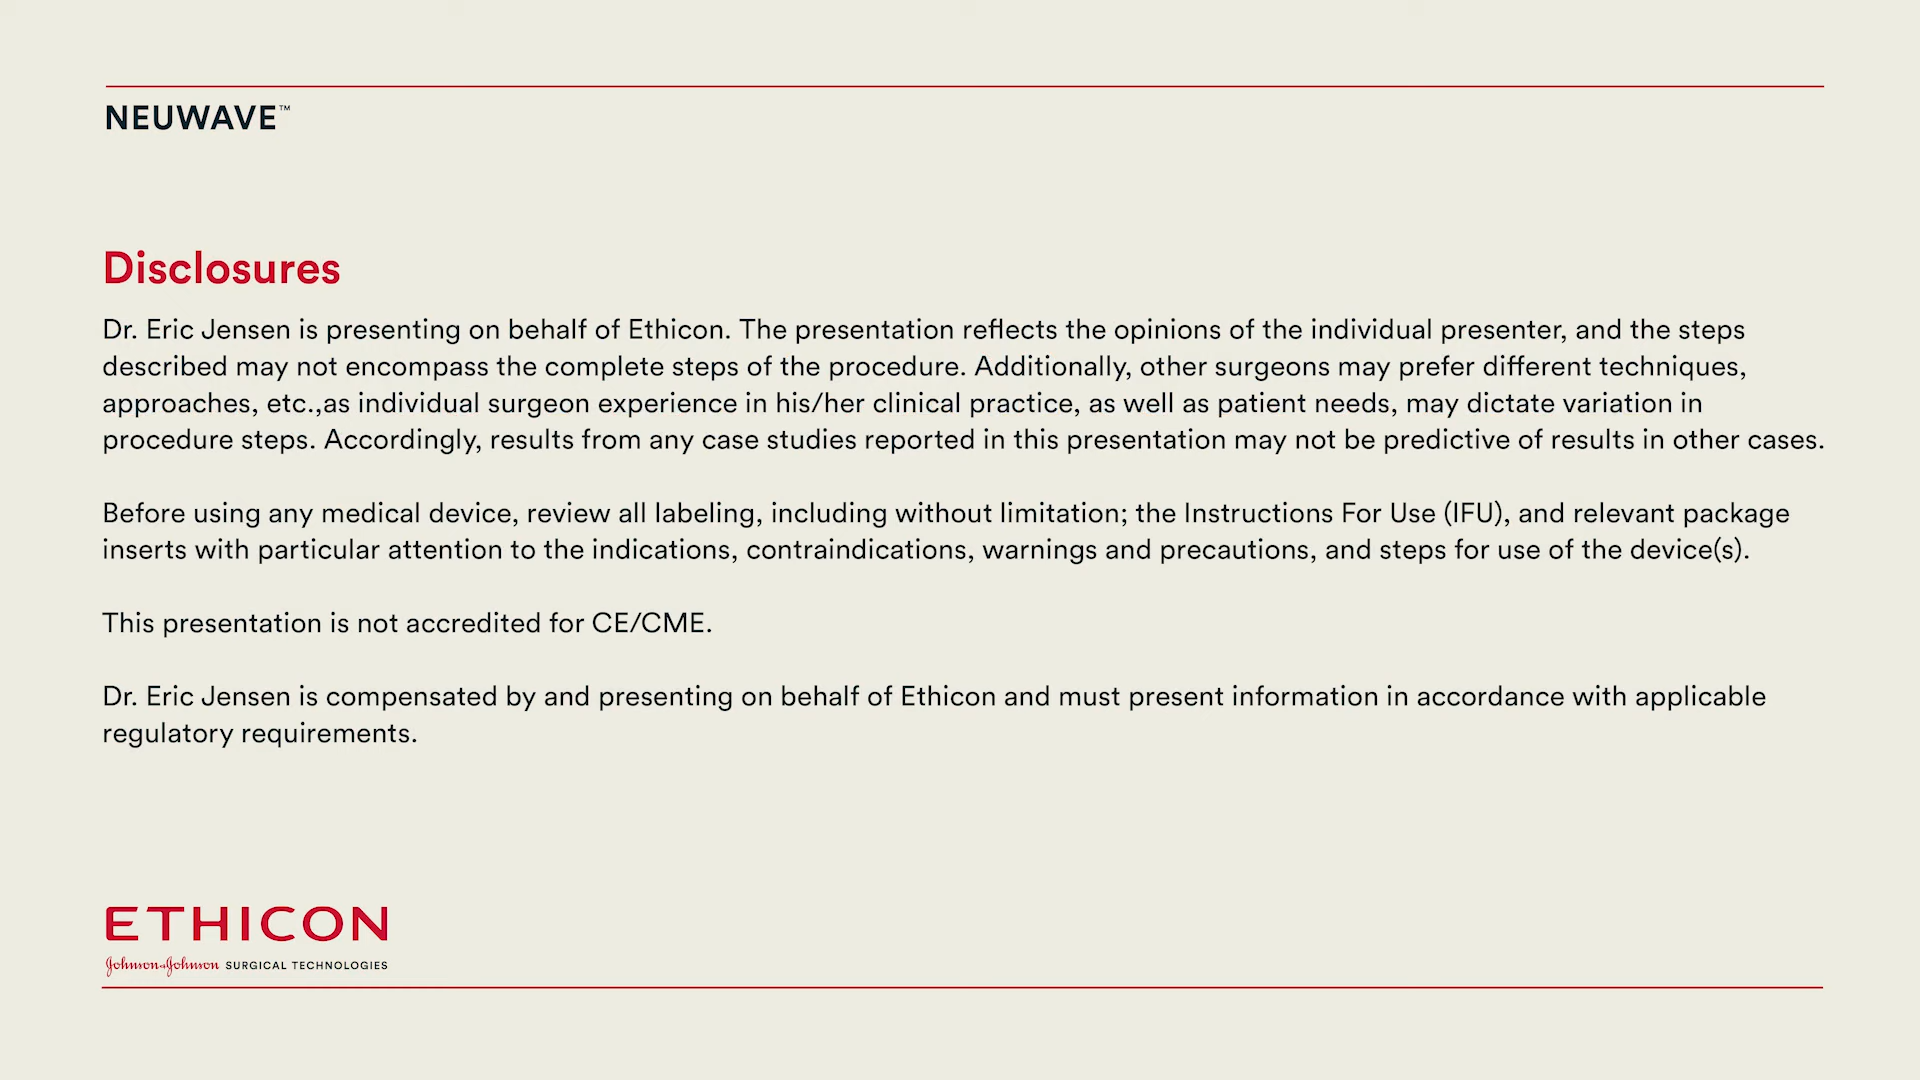 NEUWAVE™
Disclosures
Dr. Eric Jensen is presenting on behalf of Ethicon. The presentation reflects the opinions of the individual presenter, and the steps
described may not encompass the complete steps of the procedure. Additionally, other surgeons may prefer different techniques,
approaches, etc.,as individual surgeon experience in his/her clinical practice, as well as patient needs, may dictate variation in
procedure steps. Accordingly, results from any case studies reported in this presentation may not be predictive of results in other cases.
Before using any medical device, review all labeling, including without limitation; the Instructions For Use (IFU), and relevant package
inserts with particular attention to the indications, contraindications, warnings and precautions, and steps for use of the device(s).
This presentation is not accredited for CE/CME.
Dr. Eric Jensen is compensated by and presenting on behalf of Ethicon and must present information in accordance with applicable
regulatory requirements.
ETHICON
Johnson&Johnson SURGICAL TECHNOLOGIES